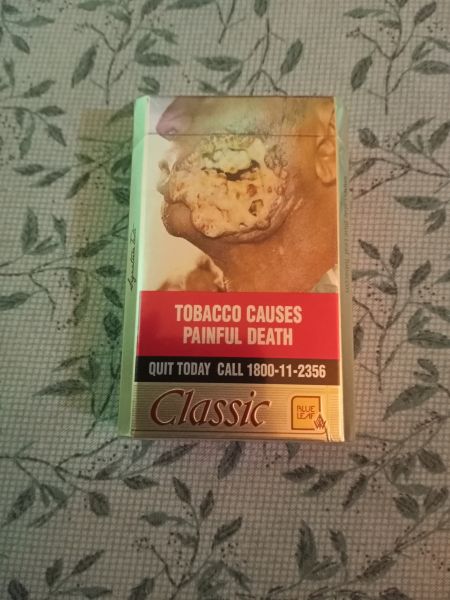 TOBACCO CAUSES
PAINFUL DEATH
QUIT TODAY CALL 1800-11-2356
Classic
BLUE
LEAF